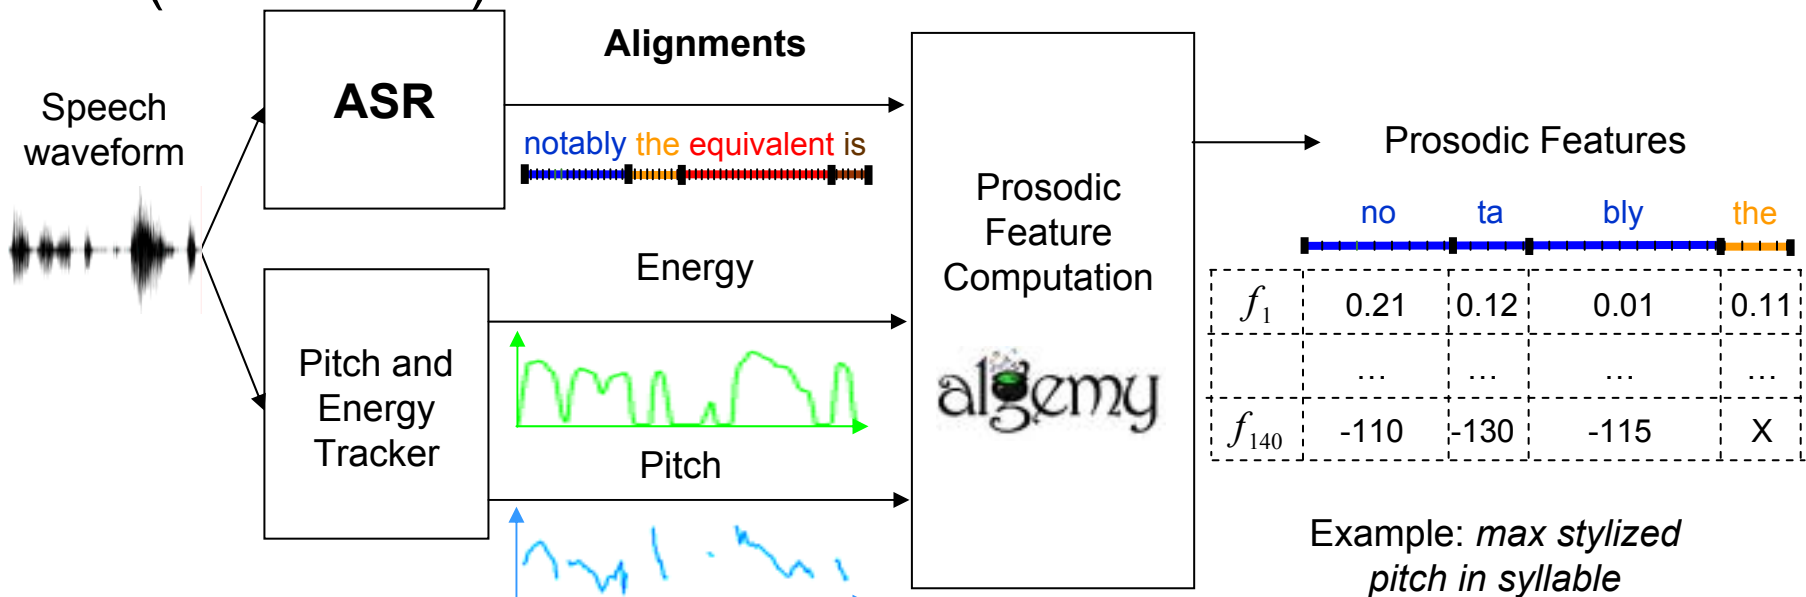 Speech
waveform
ASR
Alignments
notably the equivalent is
Pitch and
Energy
Tracker
Energy
Pitch
Prosodic
Feature
Computation
algemy
Prosodic Features
no ta bly the
f1 0.21 0.12 0.01 0.11
... ... ... ...
f140 -110 -130 -115 X
Example: max stylized
pitch in syllable